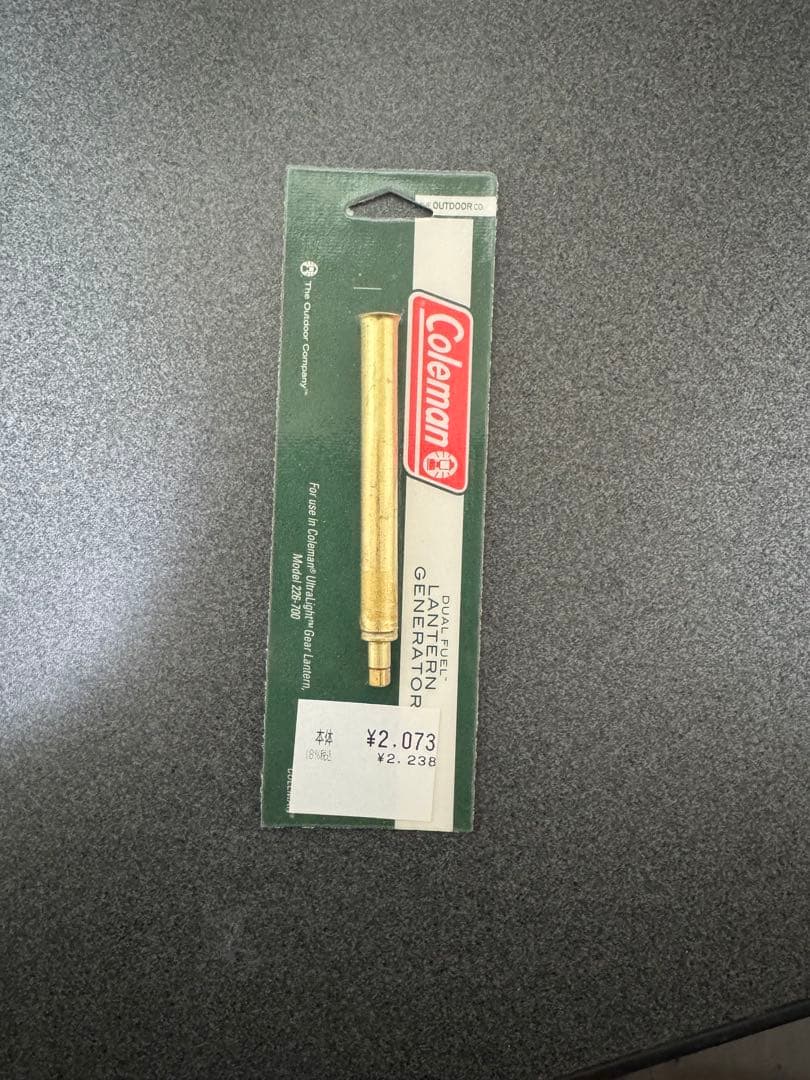 OUTDOOR CO.
The Outdoor Company™
Coleman
For use in Coleman® UltraLight™ Gear Lantern,
Model 226-700
DUAL FUEL™
LANTERN
GENERATOR
本体 ¥2.073
(8%税込 ¥2.238